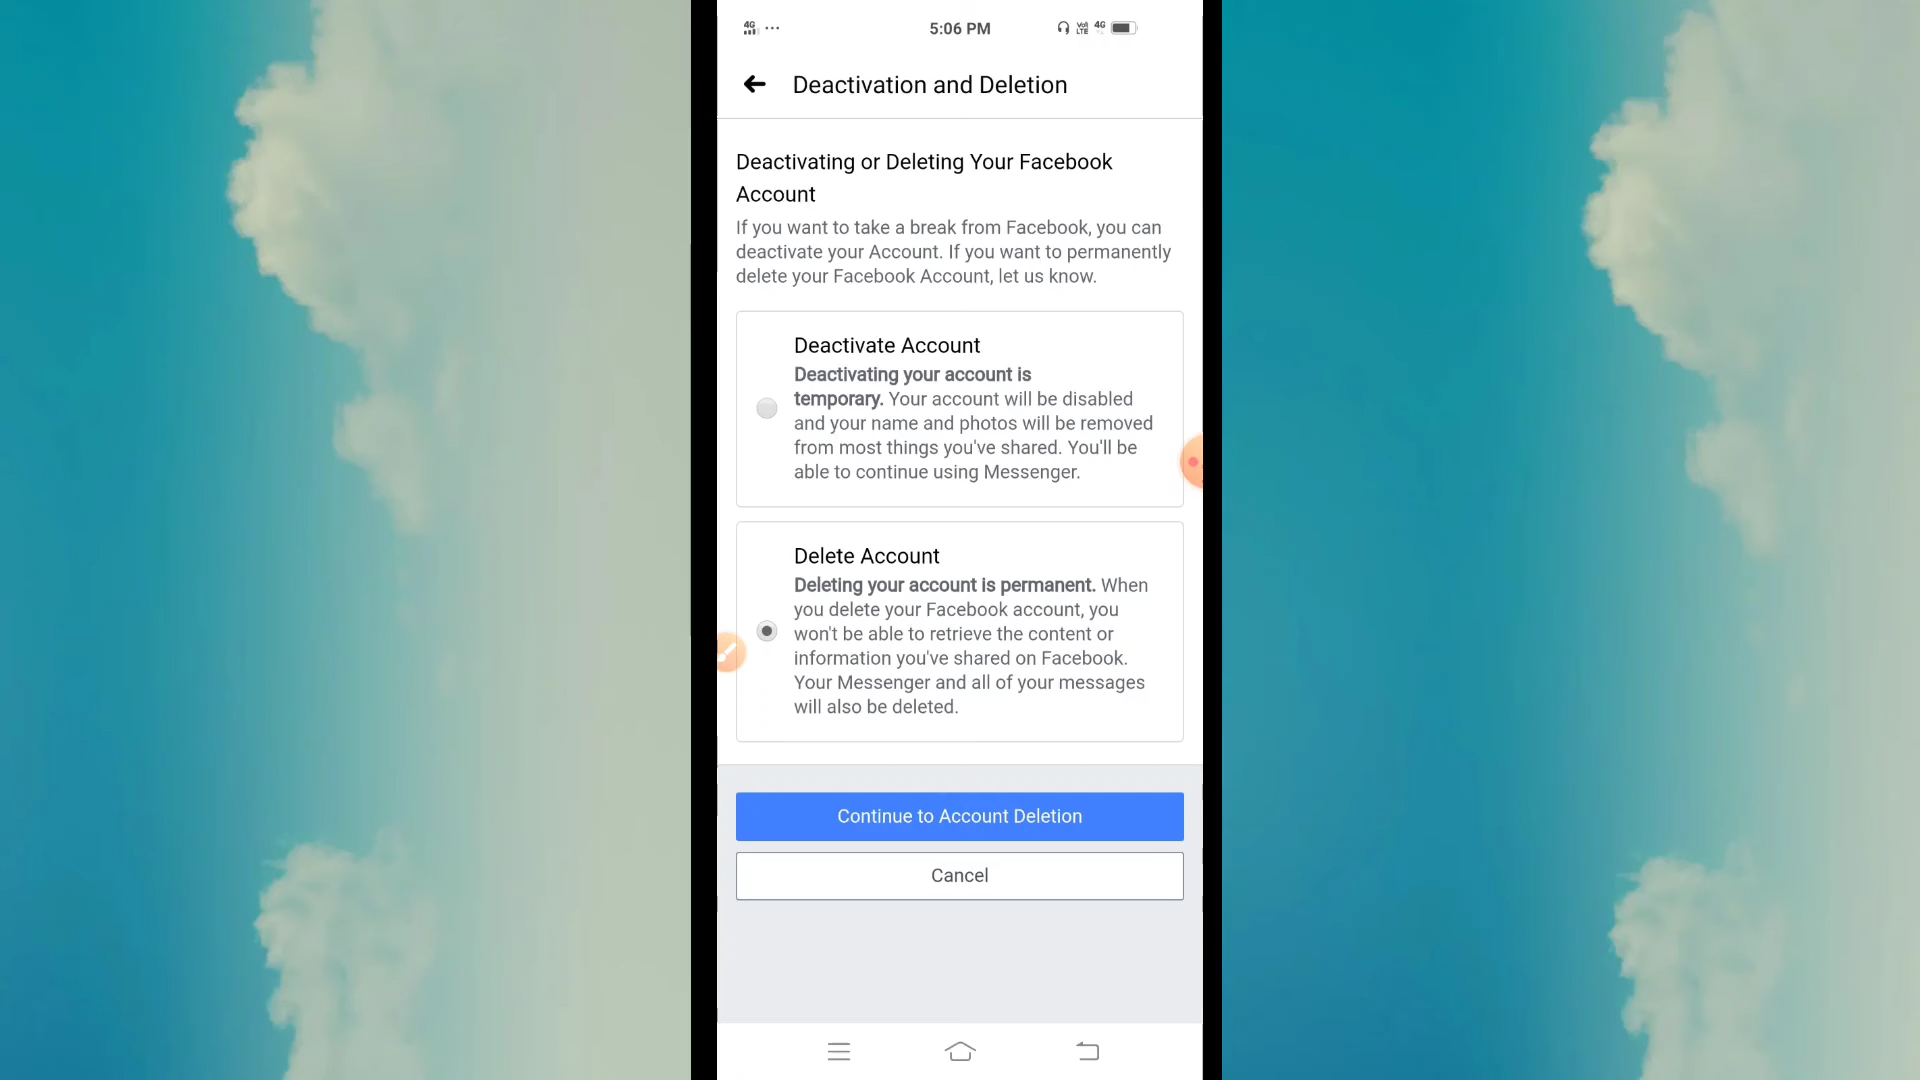 4G 5:06 PM VoLTE 4G
Deactivation and Deletion
Deactivating or Deleting Your Facebook
Account
If you want to take a break from Facebook, you can
deactivate your Account. If you want to permanently
delete your Facebook Account, let us know.
Deactivate Account
Deactivating your account is
temporary. Your account will be disabled
and your name and photos will be removed
from most things you've shared. You'll be
able to continue using Messenger.
Delete Account
Deleting your account is permanent. When
you delete your Facebook account, you
won't be able to retrieve the content or
information you've shared on Facebook.
Your Messenger and all of your messages
will also be deleted.
Continue to Account Deletion
Cancel